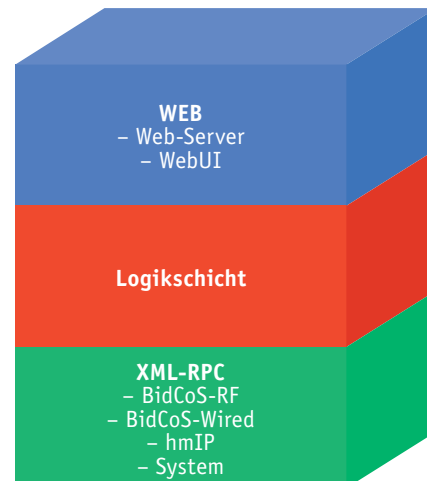 WEB
– Web-Server
– WebUI
Logikschicht
XML-RPC
– BidCoS-RF
– BidCoS-Wired
– hmIP
– System